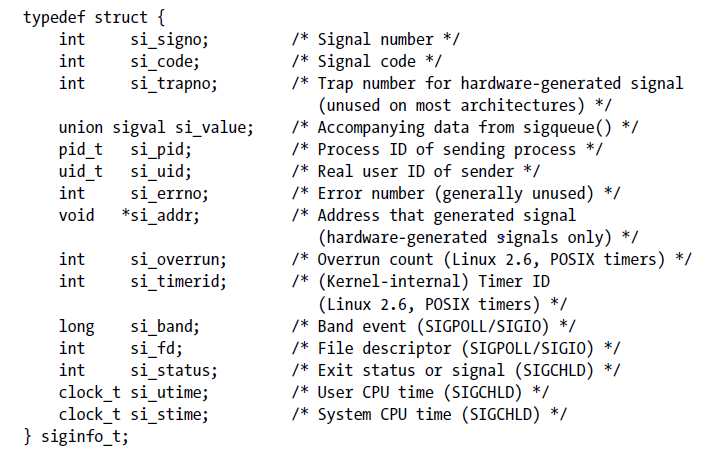 typedef struct {
    int     si_signo;         /* Signal number */
    int     si_code;          /* Signal code */
    int     si_trapno;        /* Trap number for hardware-generated signal
                                 (unused on most architectures) */
    union sigval si_value;    /* Accompanying data from sigqueue() */
    pid_t   si_pid;           /* Process ID of sending process */
    uid_t   si_uid;           /* Real user ID of sender */
    int     si_errno;         /* Error number (generally unused) */
    void   *si_addr;          /* Address that generated signal
                                 (hardware-generated signals only) */
    int     si_overrun;       /* Overrun count (Linux 2.6, POSIX timers) */
    int     si_timerid;       /* (Kernel-internal) Timer ID
                                 (Linux 2.6, POSIX timers) */
    long    si_band;          /* Band event (SIGPOLL/SIGIO) */
    int     si_fd;            /* File descriptor (SIGPOLL/SIGIO) */
    int     si_status;        /* Exit status or signal (SIGCHLD) */
    clock_t si_utime;         /* User CPU time (SIGCHLD) */
    clock_t si_stime;         /* System CPU time (SIGCHLD) */
} siginfo_t;